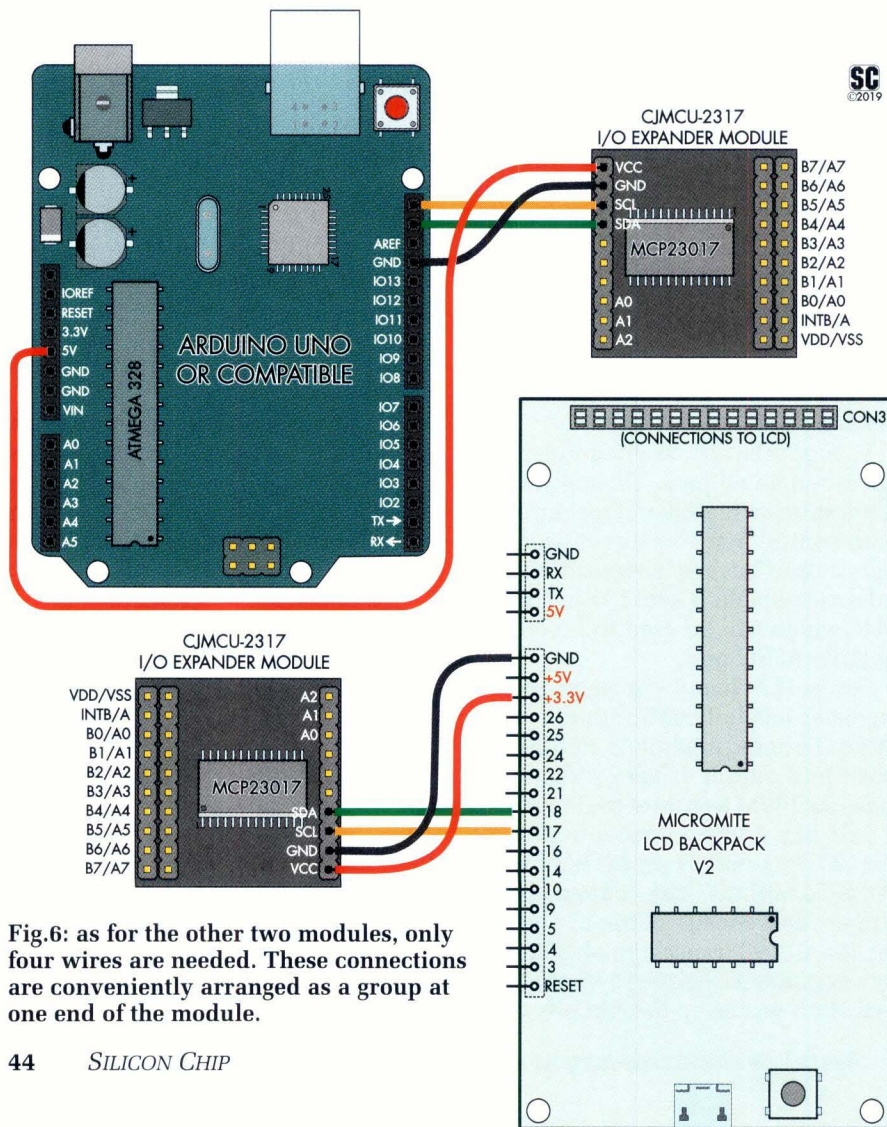 SC
©2019
CJMCU-2317
I/O EXPANDER MODULE
VCC
GND
SCL
SDA
A0
A1
A2
MCP23017
B7/A7
B6/A6
B5/A5
B4/A4
B3/A3
B2/A2
B1/A1
B0/A0
INTB/A
VDD/VSS
IOREF
RESET
3.3V
5V
GND
GND
VIN
A0
A1
A2
A3
A4
A5
ATMEGA 328
ARDUINO UNO
OR COMPATIBLE
AREF
GND
IO13
IO12
IO11
IO10
IO9
IO8
IO7
IO6
IO5
IO4
IO3
IO2
TX→
RX←
CON3
(CONNECTIONS TO LCD)
GND
RX
TX
5V
GND
+5V
+3.3V
26
25
24
22
21
18
17
16
14
10
9
5
4
3
RESET
MICROMITE
LCD BACKPACK
V2
CJMCU-2317
I/O EXPANDER MODULE
VDD/VSS
INTB/A
B0/A0
B1/A1
B2/A2
B3/A3
B4/A4
B5/A5
B6/A6
B7/A7
MCP23017
A2
A1
A0
SDA
SCL
GND
VCC
Fig.6: as for the other two modules, only
four wires are needed. These connections
are conveniently arranged as a group at
one end of the module.
44 SILICON CHIP